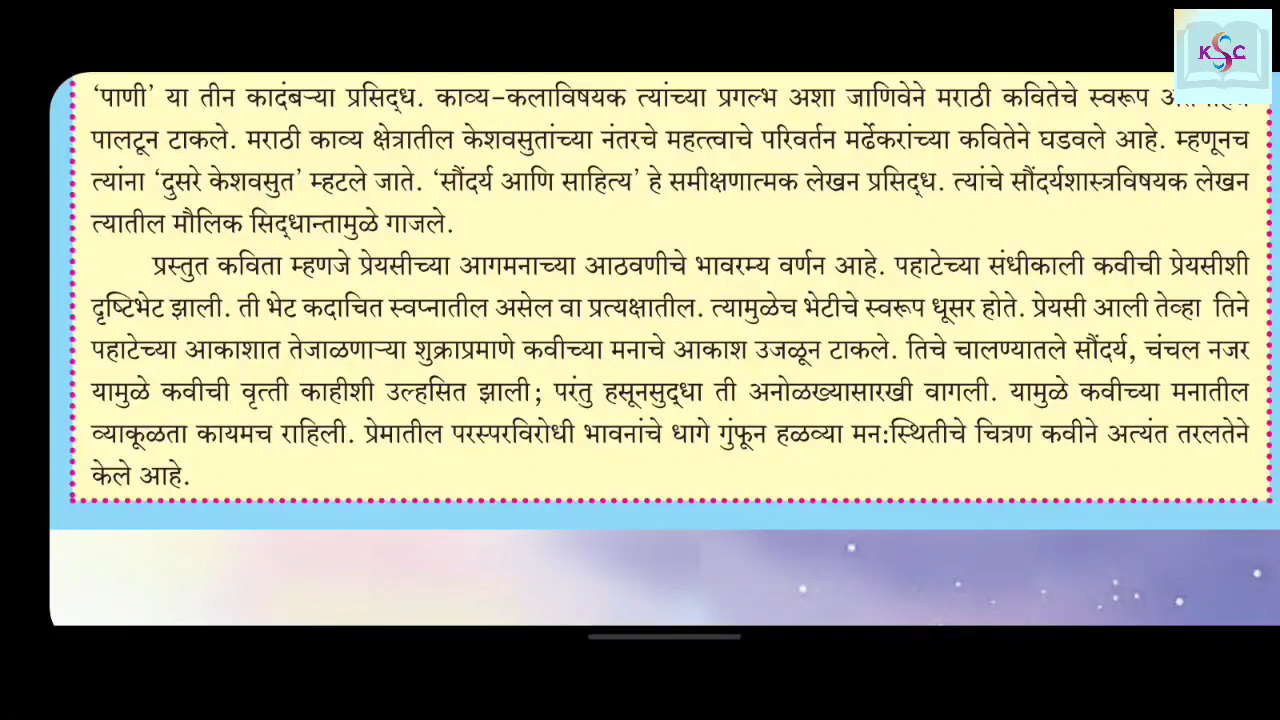 KSC
'पाणी' या तीन कादंबऱ्या प्रसिद्ध. काव्य-कलाविषयक त्यांच्या प्रगल्भ अशा जाणिवेने मराठी कवितेचे स्वरूप
पालटून टाकले. मराठी काव्य क्षेत्रातील केशवसुतांच्या नंतरचे महत्त्वाचे परिवर्तन मर्ढेकरांच्या कवितेने घडवले आहे. म्हणूनच
त्यांना 'दुसरे केशवसुत' म्हटले जाते. 'सौंदर्य आणि साहित्य' हे समीक्षणात्मक लेखन प्रसिद्ध. त्यांचे सौंदर्यशास्त्रविषयक लेखन
त्यातील मौलिक सिद्धान्तामुळे गाजले.
प्रस्तुत कविता म्हणजे प्रेयसीच्या आगमनाच्या आठवणीचे भावरम्य वर्णन आहे. पहाटेच्या संधीकाली कवीची प्रेयसीशी
दृष्टिभेट झाली. ती भेट कदाचित स्वप्नातील असेल वा प्रत्यक्षातील. त्यामुळेच भेटीचे स्वरूप धूसर होते. प्रेयसी आली तेव्हा तिने
पहाटेच्या आकाशात तेजाळणाऱ्या शुक्राप्रमाणे कवीच्या मनाचे आकाश उजळून टाकले. तिचे चालण्यातले सौंदर्य, चंचल नजर
यामुळे कवीची वृत्ती काहीशी उल्हसित झाली; परंतु हसूनसुद्धा ती अनोळख्यासारखी वागली. यामुळे कवीच्या मनातील
व्याकूळता कायमच राहिली. प्रेमातील परस्परविरोधी भावनांचे धागे गुंफून हळव्या मन:स्थितीचे चित्रण कवीने अत्यंत तरलतेने
केले आहे.